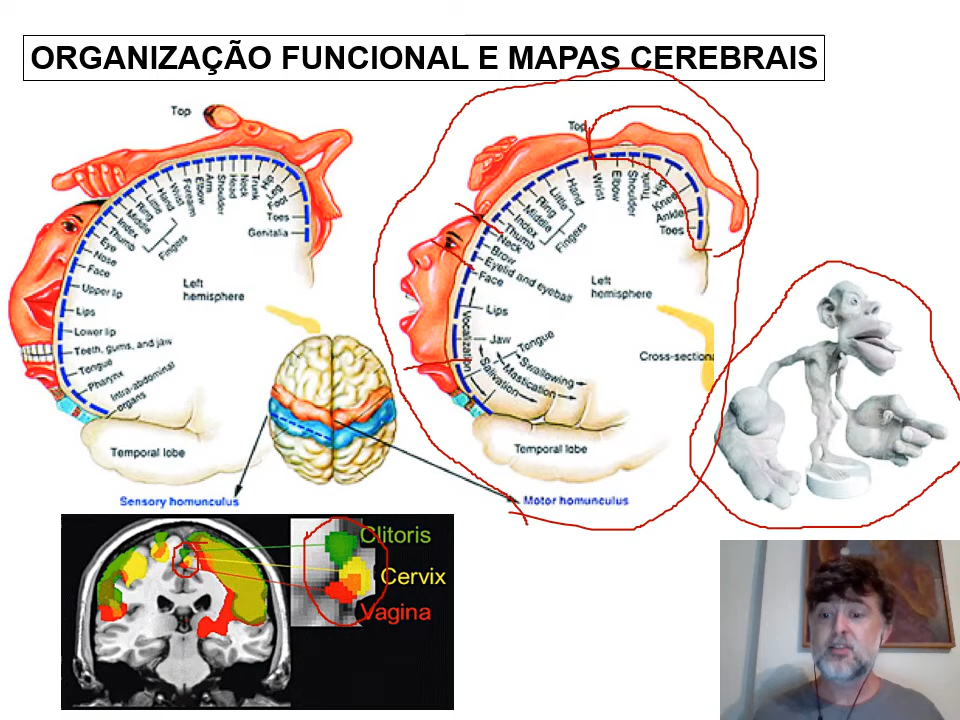 ORGANIZAÇÃO FUNCIONAL E MAPAS CEREBRAIS
Top
Toes
Genitalia
Foot
Leg
Hip
Trunk
Neck
Head
Shoulder
Arm
Elbow
Forearm
Wrist
Hand
Little
Ring
Middle
Index
Thumb
Fingers
Eye
Nose
Face
Upper lip
Lips
Lower lip
Teeth, gums, and jaw
Tongue
Pharynx
Intra-abdominal
organs
Left
hemisphere
Temporal lobe
Sensory homunculus
Top
Toes
Ankle
Knee
Hip
Trunk
Shoulder
Elbow
Wrist
Hand
Little
Ring
Middle
Index
Thumb
Fingers
Neck
Brow
Eyelid and eyeball
Face
Lips
Vocalization
Jaw
Tongue
Swallowing
Mastication
Salivation
Left
hemisphere
Cross-sectiona
Temporal lobe
Motor homunculus
Clitoris
Cervix
Vagina